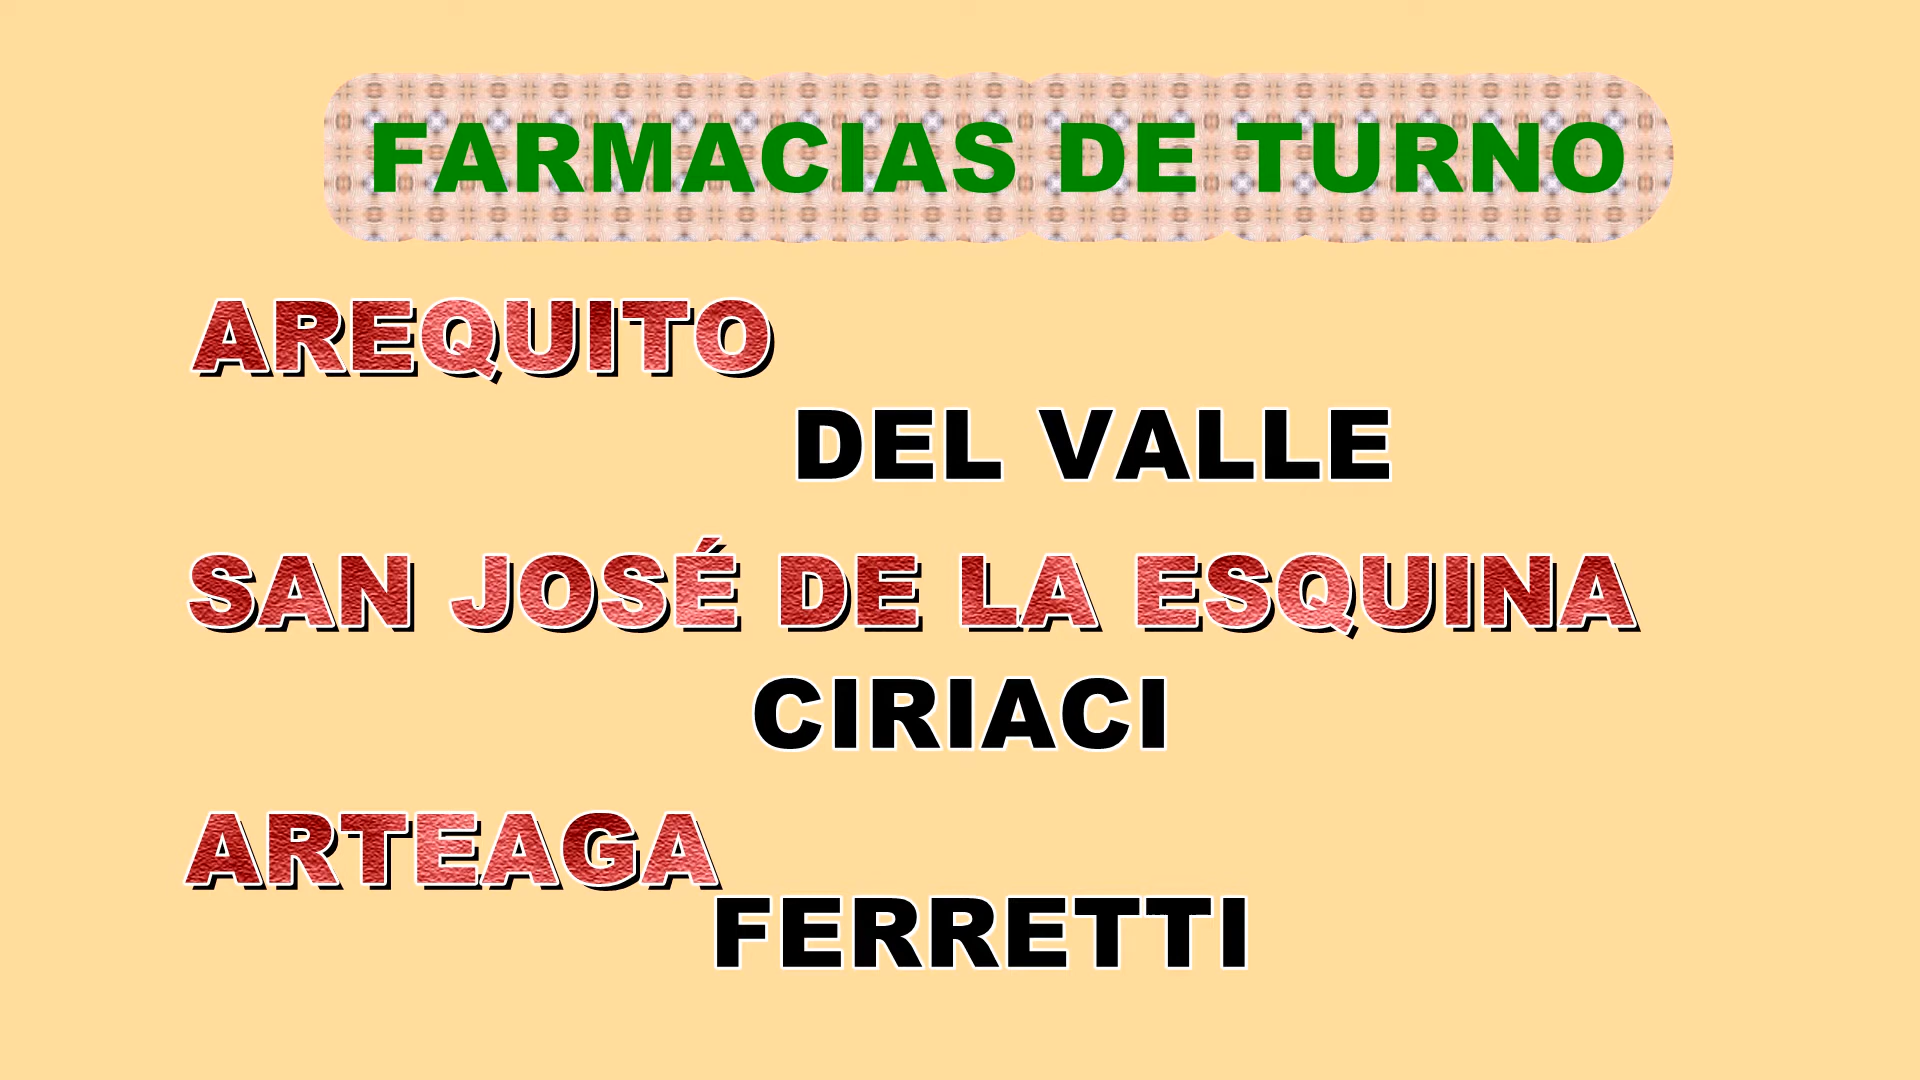 FARMACIAS DE TURNO
AREQUITO
DEL VALLE
SAN JOSÉ DE LA ESQUINA
CIRIACI
ARTEAGA
FERRETTI